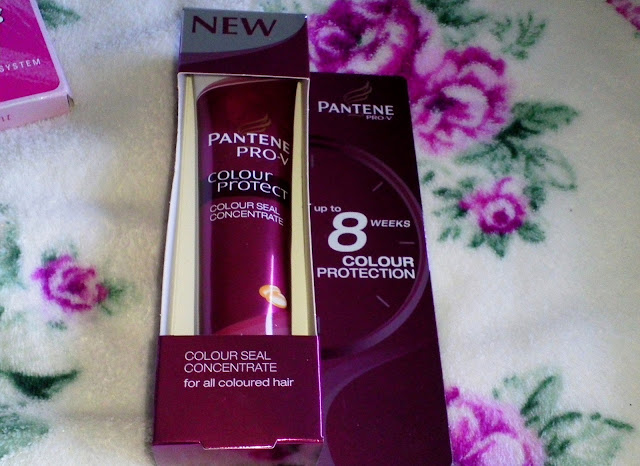 NEW
PANTENE
PRO-V
COLOUR
PROTECT
COLOUR SEAL
CONCENTRATE
COLOUR SEAL
CONCENTRATE
for all coloured hair
PANTENE
PRO-V
up to
8 WEEKS
COLOUR
PROTECTION
SYSTEM